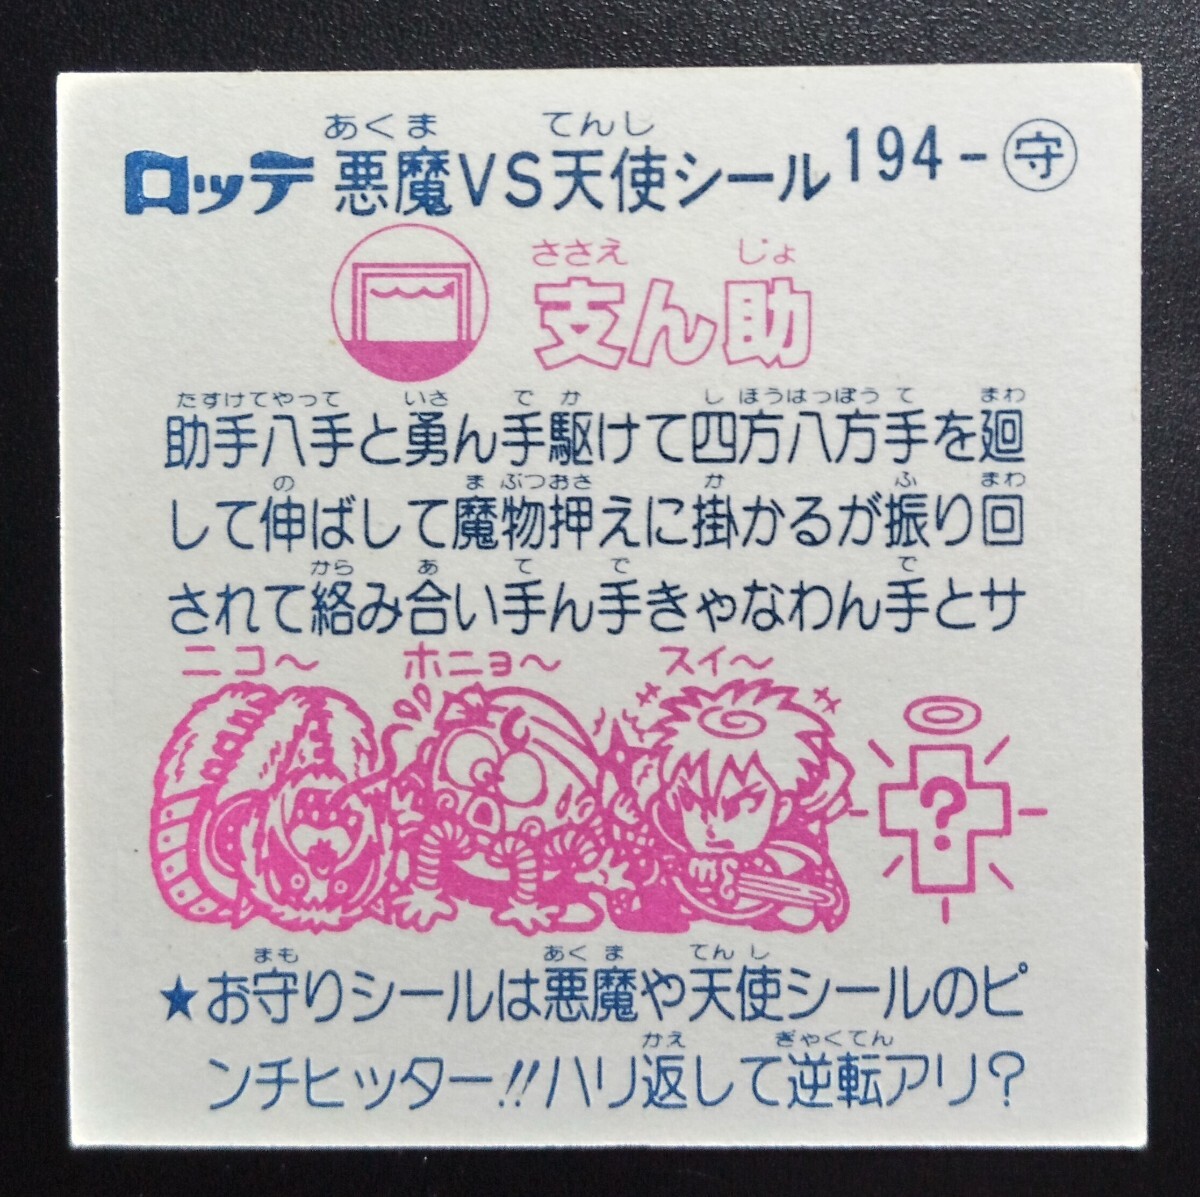 ロッテ 悪魔VS天使シール 194-守
あくま てんし
ささえ じょ
支ん助
たすけてやって いさ で か し ほうはっぽう て まわ
助手八手と勇ん手駆けて四方八方手を廻
の ま ぶつおさ か ふ まわ
して伸ばして魔物押えに掛かるが振り回
から あ て で で
されて絡み合い手ん手きゃなわん手とサ
ニコ〜 ホニョ〜 スイ〜
?
まも あく ま てん し
★お守りシールは悪魔や天使シールのピ
かえ ぎゃくてん
ンチヒッター!!ハリ返して逆転アリ?